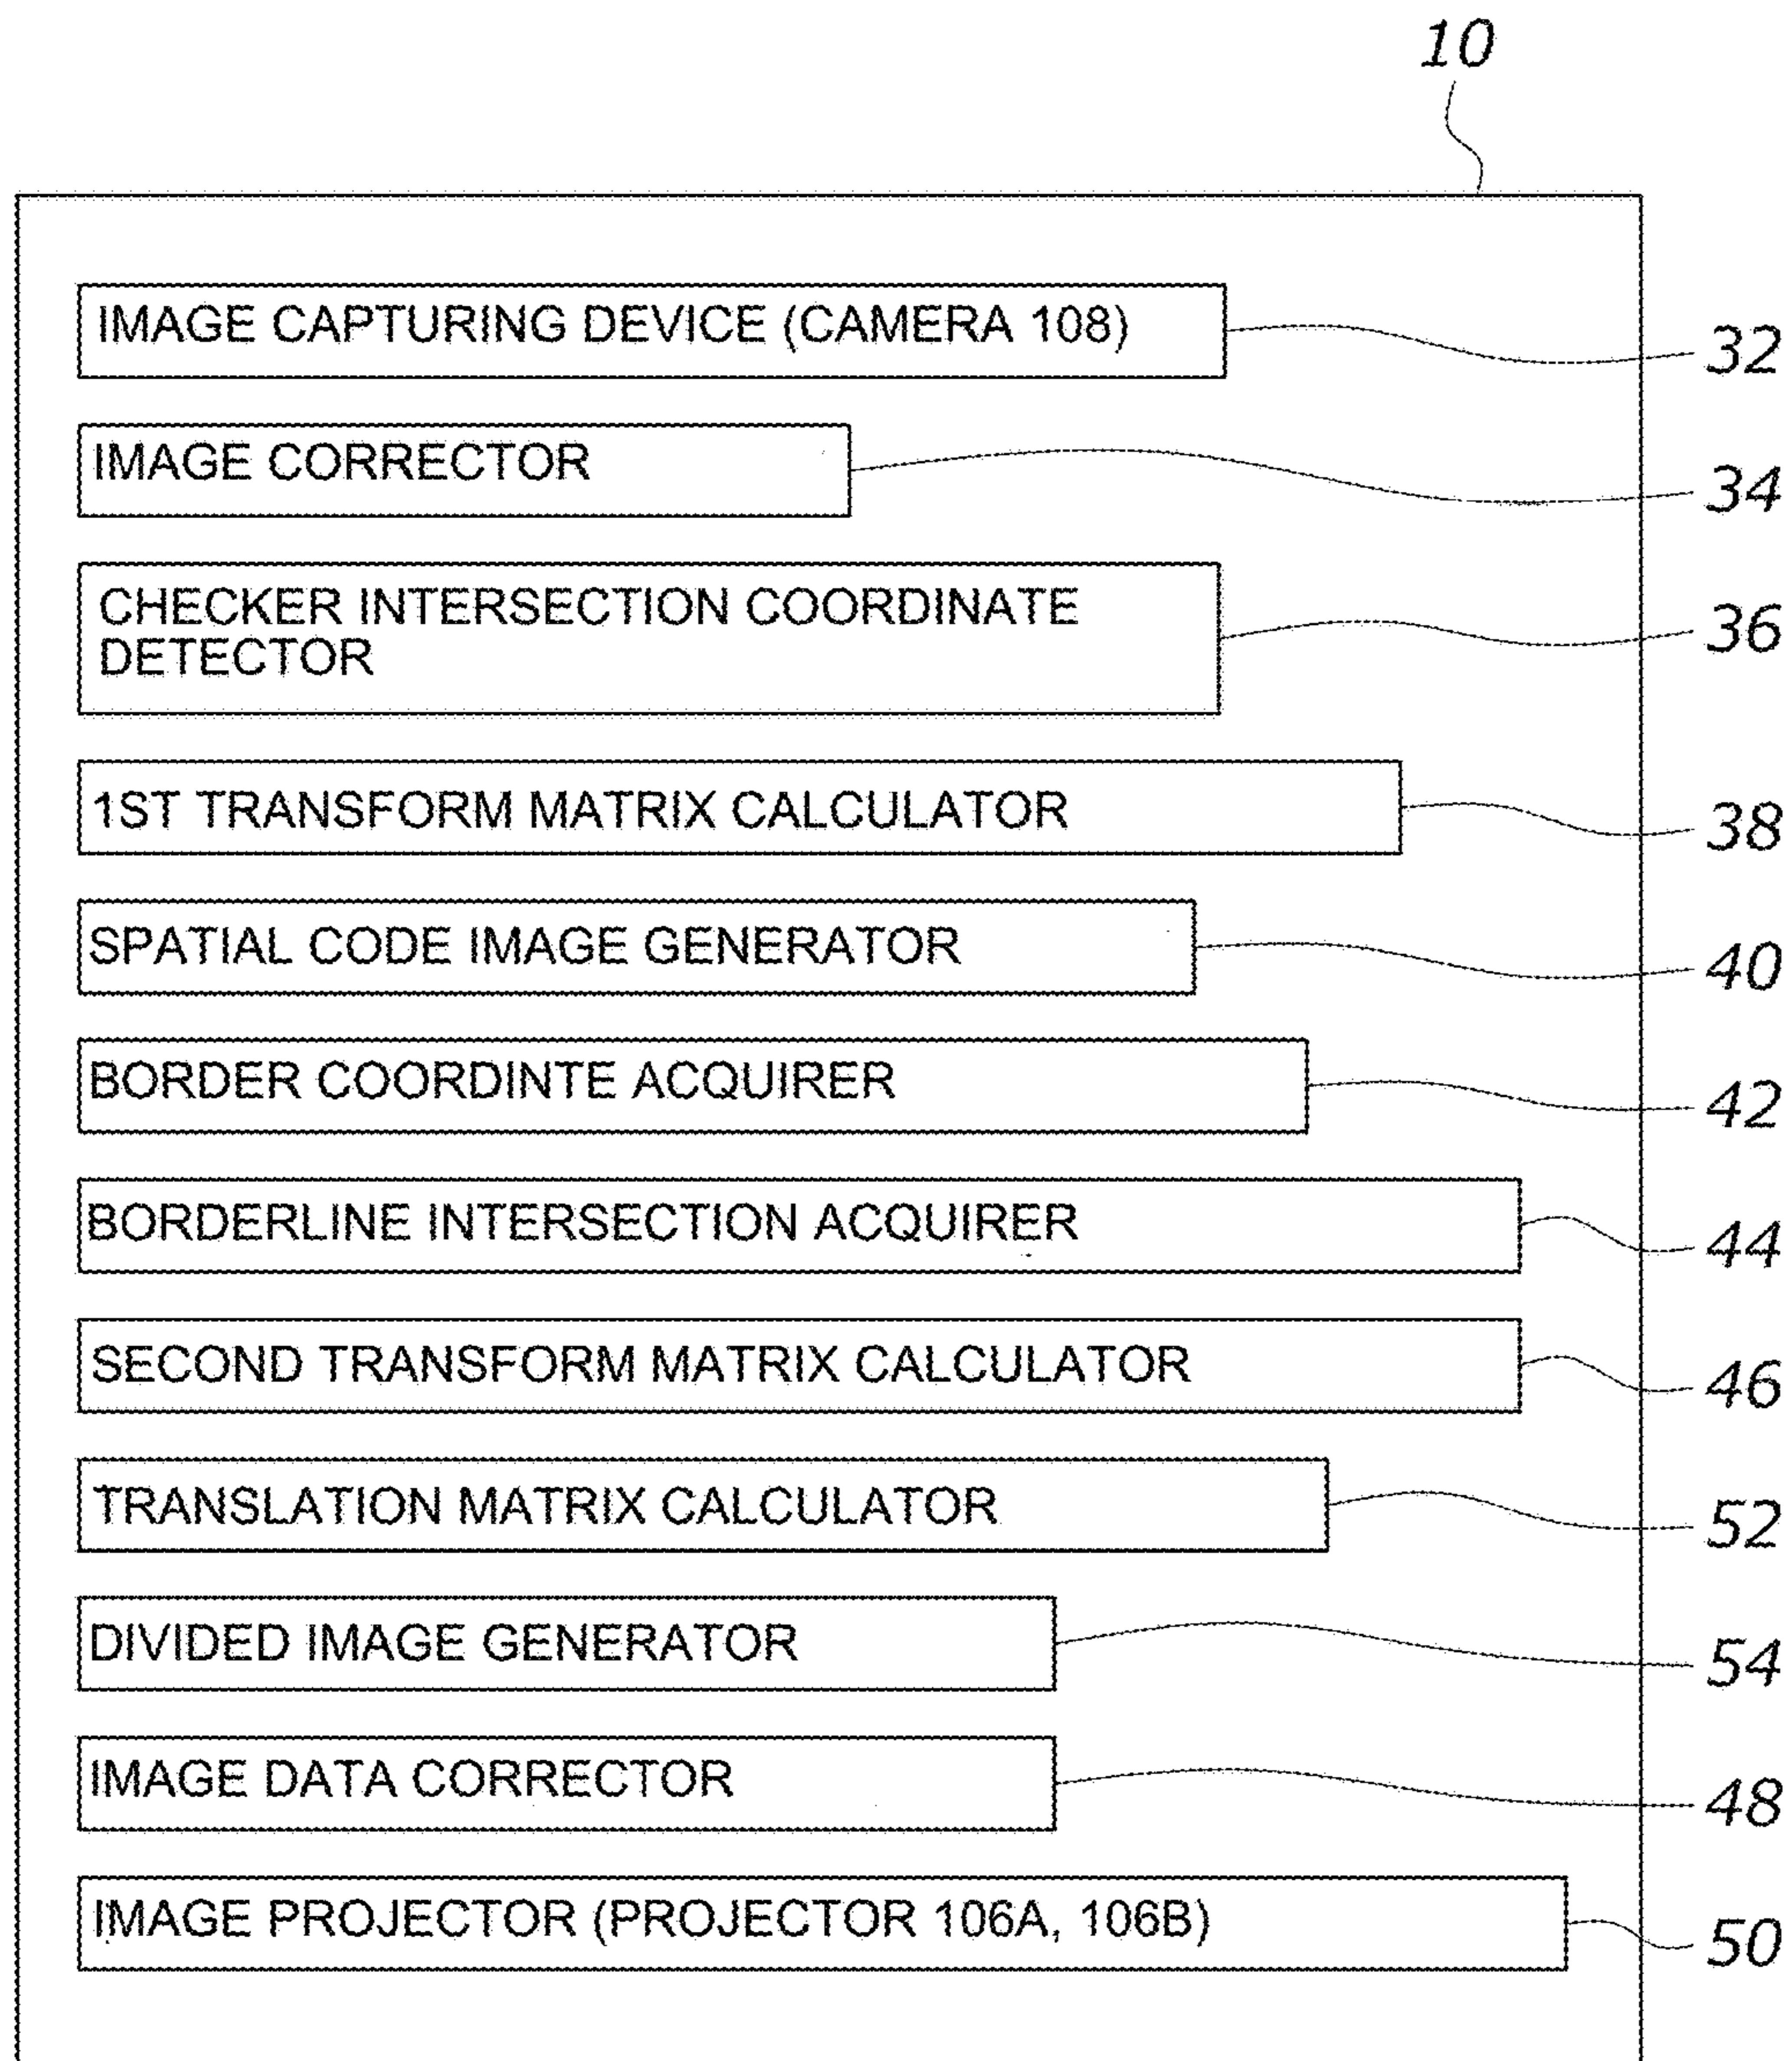 10
IMAGE CAPTURING DEVICE (CAMERA 108)
32
IMAGE CORRECTOR
34
CHECKER INTERSECTION COORDINATE
DETECTOR
36
1ST TRANSFORM MATRIX CALCULATOR
38
SPATIAL CODE IMAGE GENERATOR
40
BORDER COORDINTE ACQUIRER
42
BORDERLINE INTERSECTION ACQUIRER
44
SECOND TRANSFORM MATRIX CALCULATOR
46
TRANSLATION MATRIX CALCULATOR
52
DIVIDED IMAGE GENERATOR
54
IMAGE DATA CORRECTOR
48
IMAGE PROJECTOR (PROJECTOR 106A, 106B)
50